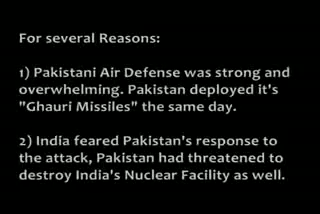 For several Reasons:
1) Pakistani Air Defense was strong and
overwhelming. Pakistan deployed it's
"Ghauri Missiles" the same day.
2) India feared Pakistan's response to
the attack, Pakistan had threatened to
destroy India's Nuclear Facility as well.